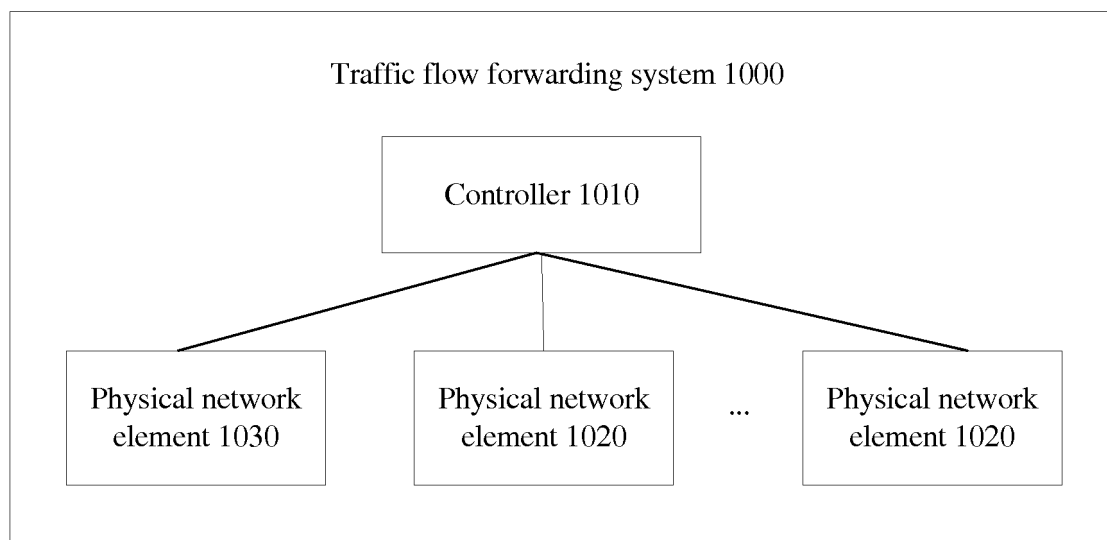 Traffic flow forwarding system 1000
Controller 1010
Physical network
element 1030
Physical network
element 1020
...
Physical network
element 1020